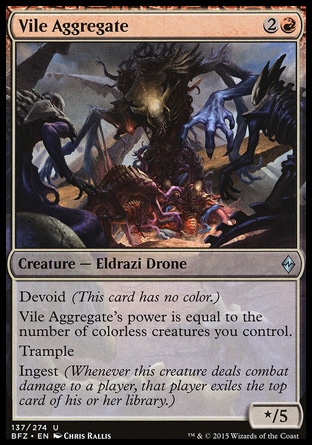 Vile Aggregate 2
Creature — Eldrazi Drone
Devoid (This card has no color.)
Vile Aggregate's power is equal to the
number of colorless creatures you control.
Trample
Ingest (Whenever this creature deals combat
damage to a player, that player exiles the top
card of his or her library.)
*/5
137/274 U
BFZ • EN Chris Rallis
™ & © 2015 Wizards of the Coast